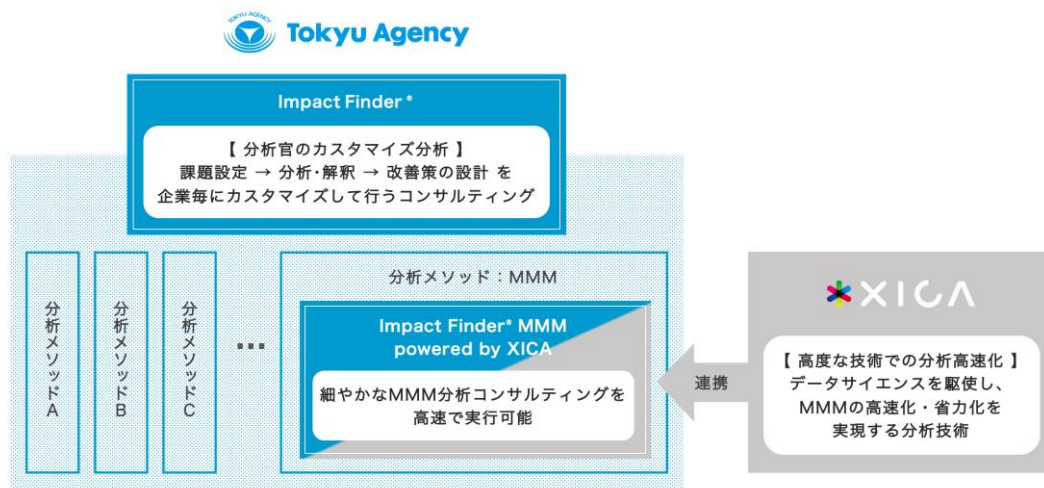 TOKYU AGENCY
Tokyu Agency
Impact Finder®
【 分析官のカスタマイズ分析 】
課題設定 → 分析・解釈 → 改善策の設計 を
企業毎にカスタマイズして行うコンサルティング
分析メソッドA
分析メソッドB
分析メソッドC
...
分析メソッド：MMM
Impact Finder® MMM
powered by XICA
細やかなMMM分析コンサルティングを
高速で実行可能
連携
XICA
【 高度な技術での分析高速化 】
データサイエンスを駆使し、
MMMの高速化・省力化を
実現する分析技術